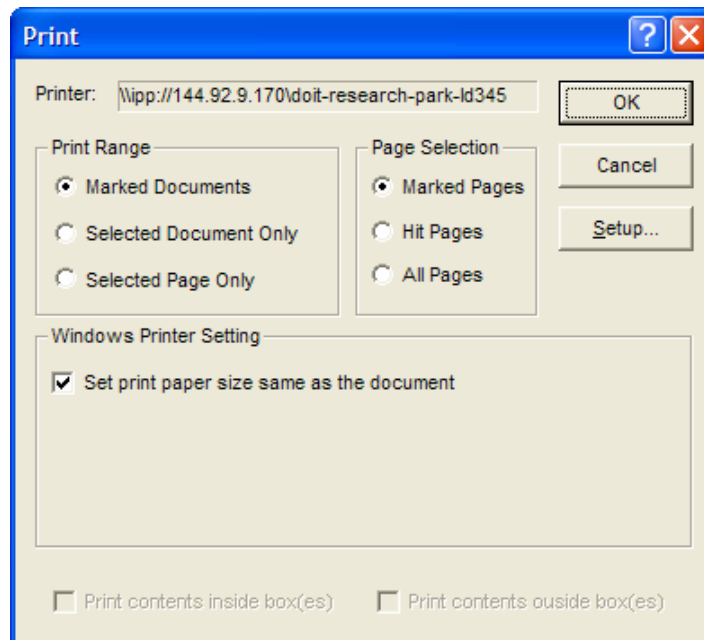 Print
Printer: \\ipp://144.92.9.170\doit-research-park-ld345
OK
Print Range
Page Selection
Cancel
Marked Documents
Marked Pages
Selected Document Only
Hit Pages
Setup...
Selected Page Only
All Pages
Windows Printer Setting
Set print paper size same as the document
Print contents inside box(es)
Print contents ouside box(es)